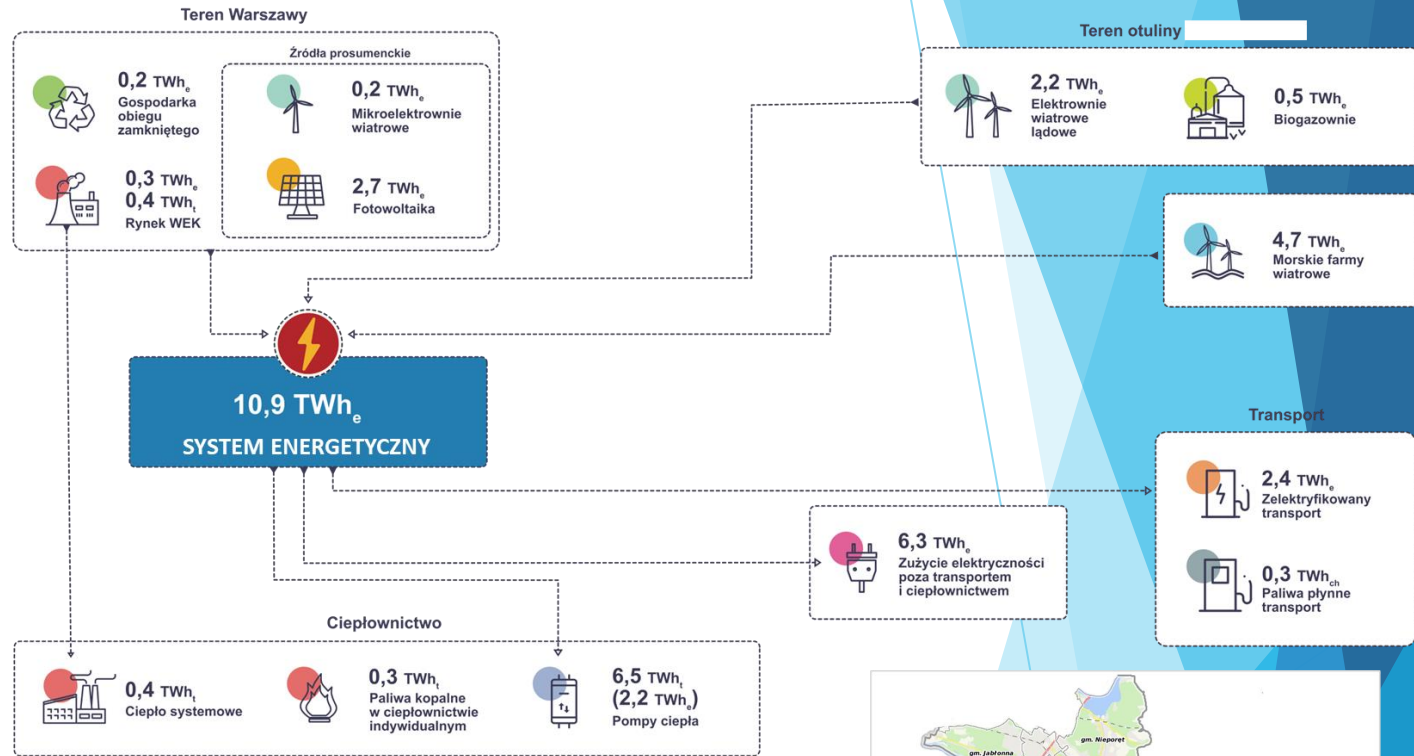 Teren Warszawy
Źródła prosumenckie
0,2 TWhₑ
Gospodarka
obiegu
zamkniętego
0,2 TWhₑ
Mikroelektrownie
wiatrowe
0,3 TWhₑ
0,4 TWhₜ
Rynek WEK
2,7 TWhₑ
Fotowoltaika
Teren otuliny
2,2 TWhₑ
Elektrownie
wiatrowe
lądowe
0,5 TWhₑ
Biogazownie
4,7 TWhₑ
Morskie farmy
wiatrowe
10,9 TWhₑ
SYSTEM ENERGETYCZNY
Transport
2,4 TWhₑ
Zelektryfikowany
transport
0,3 TWh_ch
Paliwa płynne
transport
6,3 TWhₑ
Zużycie elektryczności
poza transportem
i ciepłownictwem
Ciepłownictwo
0,4 TWhₜ
Ciepło systemowe
0,3 TWhₜ
Paliwa kopalne
w ciepłownictwie
indywidualnym
6,5 TWhₜ
(2,2 TWhₑ)
Pompy ciepła
gm. Nieporęt
gm. Jabłonna